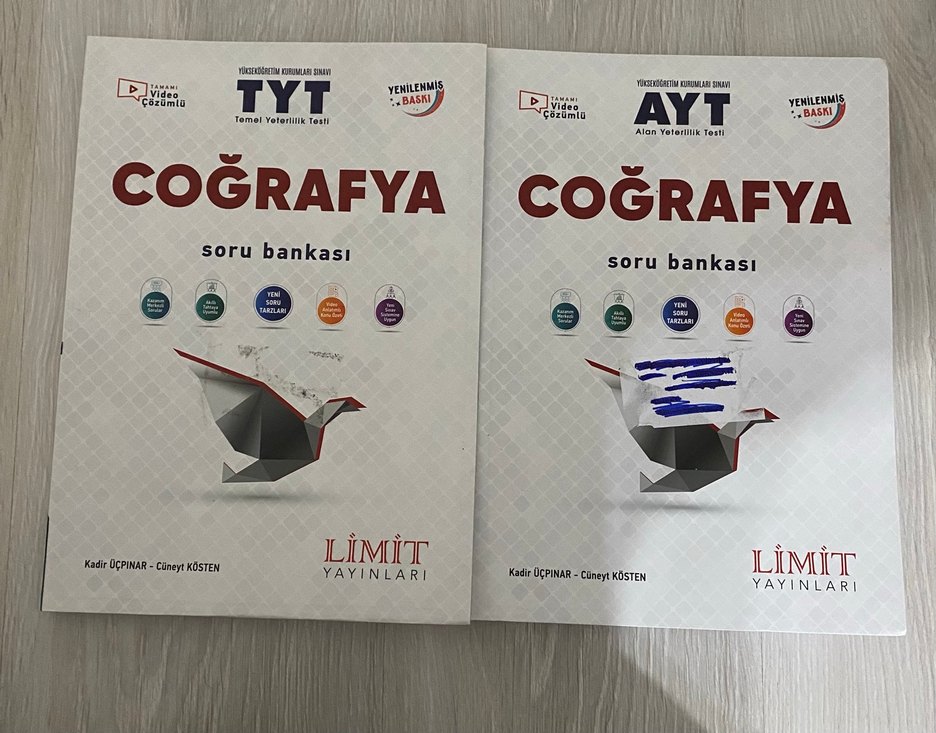 TAMAMI
Video
Çözümlü
YÜKSEKÖĞRETİM KURUMLARI SINAVI
TYT
Temel Yeterlilik Testi
YENİLENMİŞ
BASKI
COĞRAFYA
soru bankası
Kazanım
Merkezli
Sorular
Akıllı
Tahtaya
Uyumlu
YENİ
SORU
TARZLARI
Video
Anlatımlı
Konu Özeti
Yeni
Sınav
Sistemine
Uygun
Kadir ÜÇPINAR - Cüneyt KÖSTEN
LİMİT
YAYINLARI
TAMAMI
Video
Çözümlü
YÜKSEKÖĞRETİM KURUMLARI SINAVI
AYT
Alan Yeterlilik Testi
YENİLENMİŞ
BASKI
COĞRAFYA
soru bankası
Kazanım
Merkezli
Sorular
Akıllı
Tahtaya
Uyumlu
YENİ
SORU
TARZLARI
Video
Anlatımlı
Konu Özeti
Yeni
Sınav
Sistemine
Uygun
Kadir ÜÇPINAR - Cüneyt KÖSTEN
LİMİT
YAYINLARI